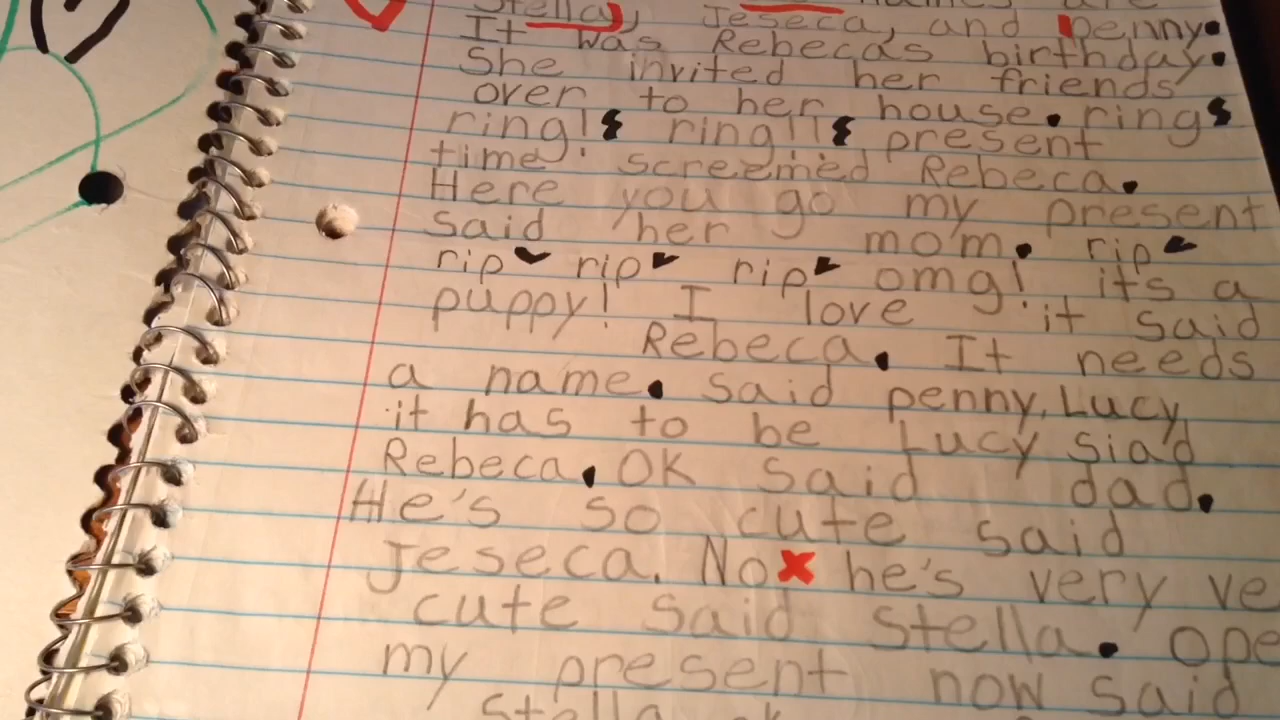 Stella, Jeseca, and penny.
It was Rebecas birthday.
She invited her friends
over to her house. ring
ring! ring!! present
time! screemed Rebeca.
Here you go my present
said her mom. rip
rip rip rip omg! it's a
puppy! I love it said
Rebeca. It needs
a name. said penny, Lucy
it has to be Lucy siad
Rebeca. OK said dad.
He's so cute said
Jeseca. No he's very ve
cute said Stella. ope
my present now said
Stella